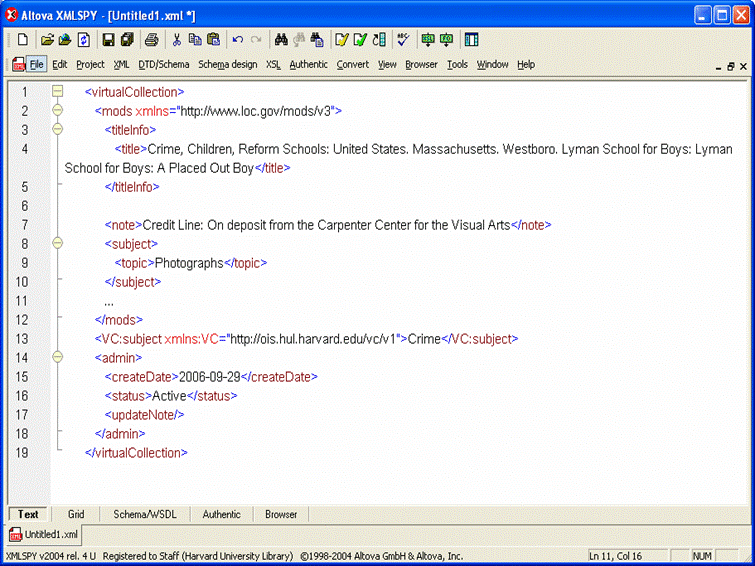 Altova XMLSPY - [Untitled1.xml *]
File Edit Project XML DTD/Schema Schema design XSL Authentic Convert View Browser Tools Window Help
1 <virtualCollection>
2 <mods xmlns="http://www.loc.gov/mods/v3">
3 <titleInfo>
4 <title>Crime, Children, Reform Schools: United States. Massachusetts. Westboro. Lyman School for Boys: Lyman
School for Boys: A Placed Out Boy</title>
5 </titleInfo>
6
7 <note>Credit Line: On deposit from the Carpenter Center for the Visual Arts</note>
8 <subject>
9 <topic>Photographs</topic>
10 </subject>
11 ...
12 </mods>
13 <VC:subject xmlns:VC="http://ois.hul.harvard.edu/vc/v1">Crime</VC:subject>
14 <admin>
15 <createDate>2006-09-29</createDate>
16 <status>Active</status>
17 <updateNote/>
18 </admin>
19 </virtualCollection>
Text Grid Schema/WSDL Authentic Browser
Untitled1.xml
XMLSPY v2004 rel. 4 U Registered to Staff (Harvard University Library) ©1998-2004 Altova GmbH & Altova, Inc. Ln 11, Col 16 NUM